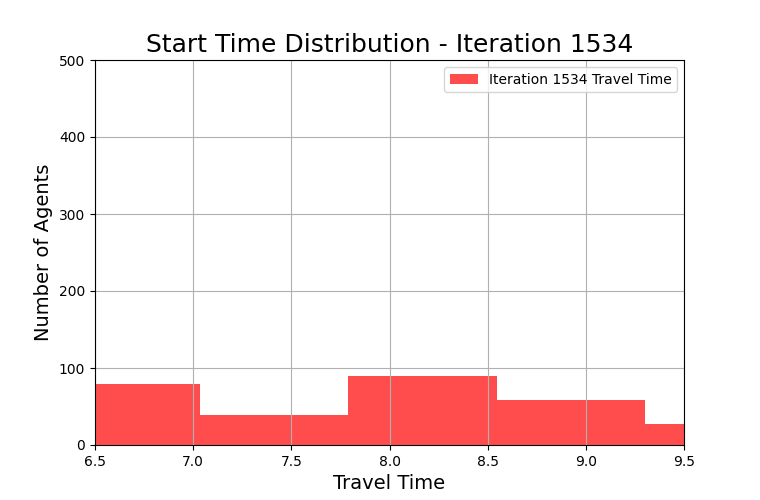 Start Time Distribution - Iteration 1534
500
Iteration 1534 Travel Time
400
300
200
100
0
Number of Agents
6.5 7.0 7.5 8.0 8.5 9.0 9.5
Travel Time